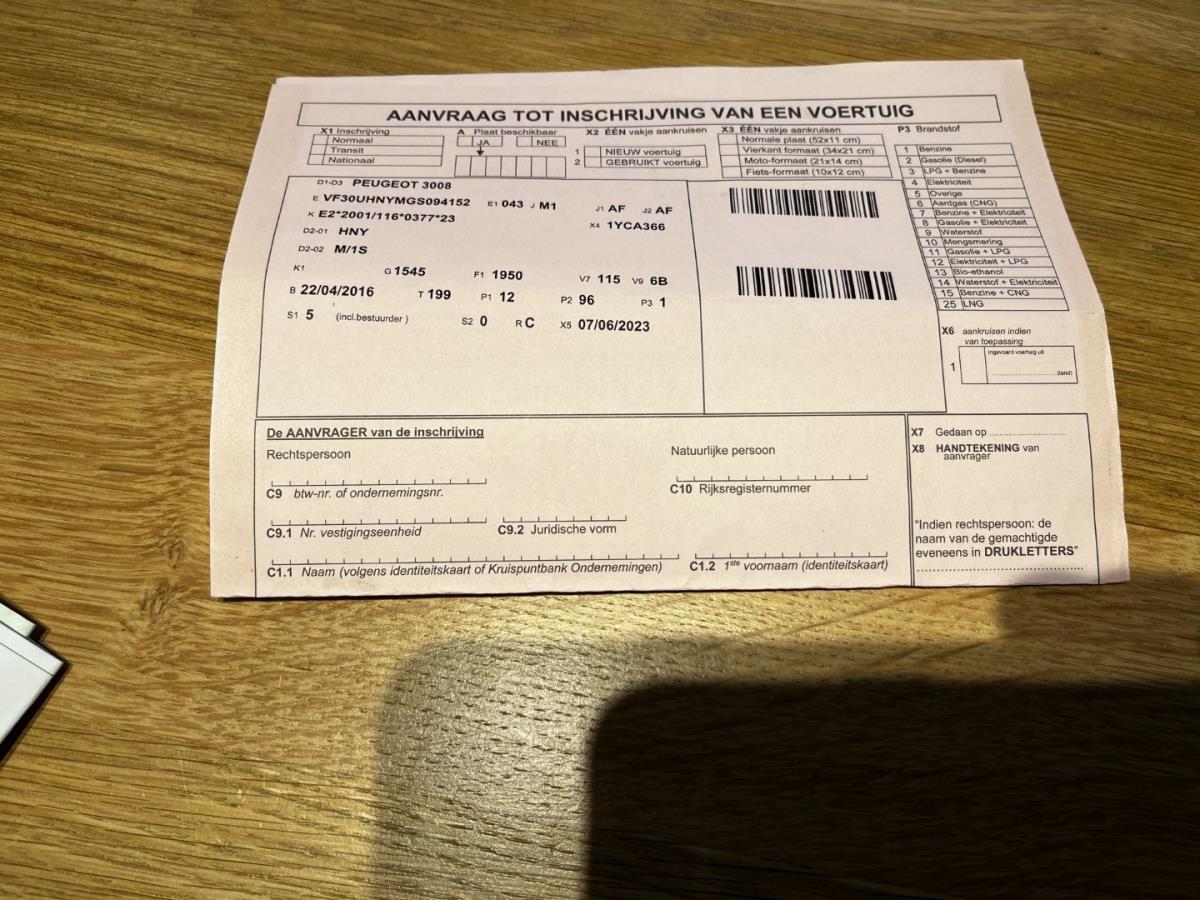 AANVRAAG TOT INSCHRIJVING VAN EEN VOERTUIG
X1 Inschrijving
Normaal
Transit
Nationaal
A Plaat beschikbaar
JA NEE
X2 ÉÉN vakje aankruisen
1 NIEUW voertuig
2 GEBRUIKT voertuig
X3 ÉÉN vakje aankruisen
Normale plaat (52x11 cm)
Vierkant formaat (34x21 cm)
Moto-formaat (21x14 cm)
Fiets-formaat (10x12 cm)
P3 Brandstof
1 Benzine
2 Gasolie (Diesel)
3 LPG + Benzine
4 Elektriciteit
5 Overige
6 Aardgas (CNG)
7 Benzine + Elektriciteit
8 Gasolie + Elektriciteit
9 Waterstof
10 Mengsmering
11 Gasolie + LPG
12 Elektriciteit + LPG
13 Bio-ethanol
14 Waterstof + Elektriciteit
15 Benzine + CNG
25 LNG
D1-D3 PEUGEOT 3008
E VF30UHNYMGS094152 E1 043 J M1 J1 AF J2 AF
K E2*2001/116*0377*23 X4 1YCA366
D2-01 HNY
D2-02 M/1S
K1 G 1545 F1 1950 V7 115 V9 6B
B 22/04/2016 T 199 P1 12 P2 96 P3 1
S1 5 (incl.bestuurder ) S2 0 R C X5 07/06/2023
X6 aankruisen indien
van toepassing
1 Ingevoerd voertuig uit
(land)
De AANVRAGER van de inschrijving
Rechtspersoon Natuurlijke persoon
C9 btw-nr. of ondernemingsnr. C10 Rijksregisternummer
C9.1 Nr. vestigingseenheid C9.2 Juridische vorm
C1.1 Naam (volgens identiteitskaart of Kruispuntbank Ondernemingen) C1.2 1ste voornaam (identiteitskaart)
X7 Gedaan op
X8 HANDTEKENING van
aanvrager
"Indien rechtspersoon: de
naam van de gemachtigde
eveneens in DRUKLETTERS"